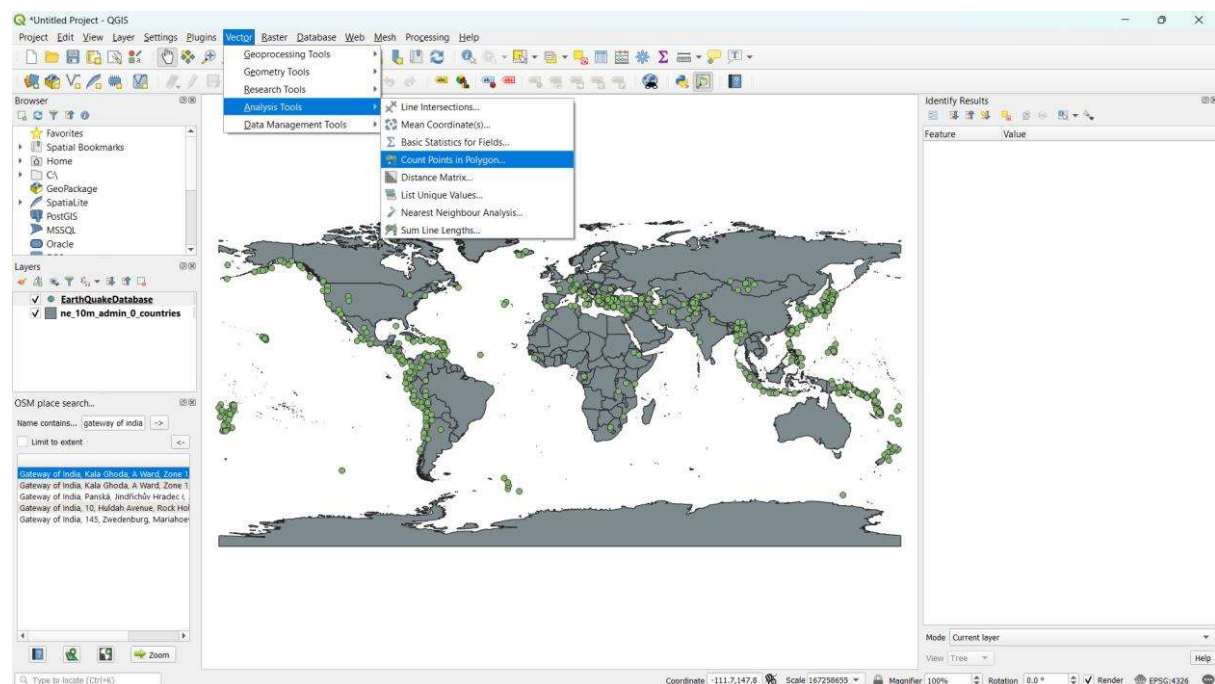 *Untitled Project - QGIS
Project Edit View Layer Settings Plugins Vector Raster Database Web Mesh Processing Help
Geoprocessing Tools
Geometry Tools
Research Tools
Analysis Tools
Data Management Tools
Line Intersections...
Mean Coordinate(s)...
Basic Statistics for Fields...
Count Points in Polygon...
Distance Matrix...
List Unique Values...
Nearest Neighbour Analysis...
Sum Line Lengths...
Browser
Favorites
Spatial Bookmarks
Home
C:\
GeoPackage
SpatiaLite
PostGIS
MSSQL
Oracle
Layers
EarthQuakeDatabase
ne_10m_admin_0_countries
OSM place search...
Name contains... gateway of india ->
Limit to extent <-
Gateway of India, Kala Ghoda, A Ward, Zone 1
Gateway of India, Kala Ghoda, A Ward, Zone 1,
Gateway of India, Panská, Jindřichův Hradec I,
Gateway of India, 10, Huldah Avenue, Rock Hol
Gateway of India, 145, Zwedenburg, Mariahoe
Zoom
Identify Results
Feature Value
Mode Current layer
View Tree Help
Type to locate (Ctrl+K) Coordinate -111.7,147.8 Scale 167258655 Magnifier 100% Rotation 0.0 ° Render EPSG:4326